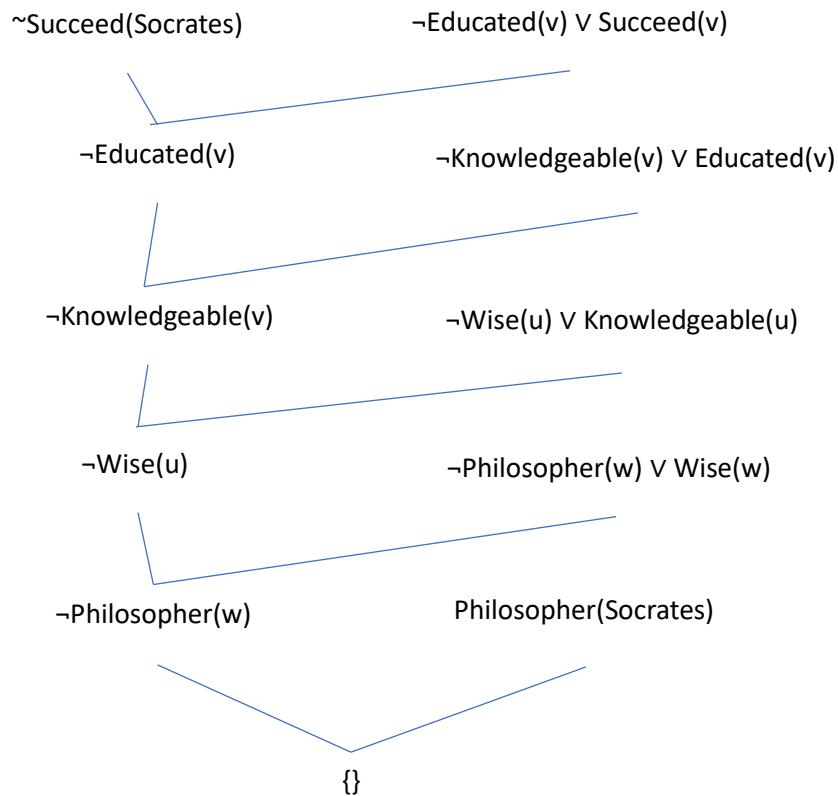 ~Succeed(Socrates) ¬Educated(v) ∨ Succeed(v)
¬Educated(v) ¬Knowledgeable(v) ∨ Educated(v)
¬Knowledgeable(v) ¬Wise(u) ∨ Knowledgeable(u)
¬Wise(u) ¬Philosopher(w) ∨ Wise(w)
¬Philosopher(w) Philosopher(Socrates)
{}